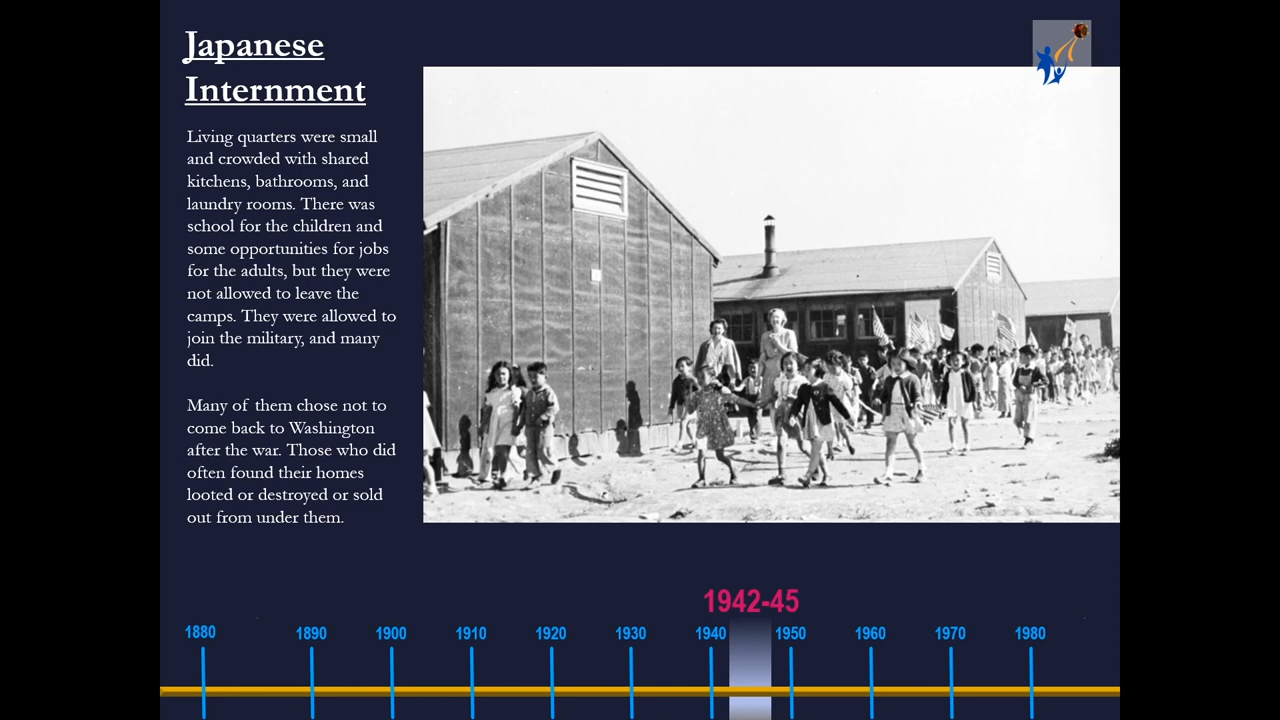 Japanese
Internment
Living quarters were small
and crowded with shared
kitchens, bathrooms, and
laundry rooms. There was
school for the children and
some opportunities for jobs
for the adults, but they were
not allowed to leave the
camps. They were allowed to
join the military, and many
did.
Many of them chose not to
come back to Washington
after the war. Those who did
often found their homes
looted or destroyed or sold
out from under them.
1942-45
1880 1890 1900 1910 1920 1930 1940 1950 1960 1970 1980